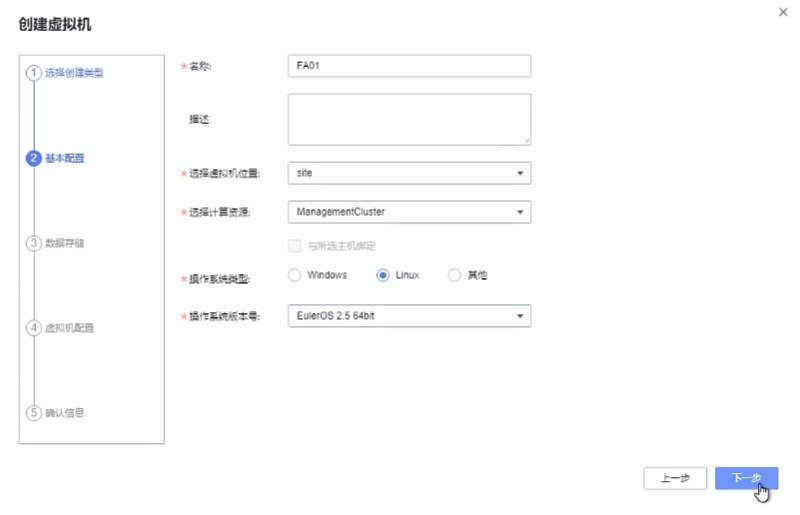 创建虚拟机
1 选择创建类型
2 基本配置
3 数据存储
4 虚拟机配置
5 确认信息
*名称: FA01
描述:
*选择虚拟机位置: site
*选择计算资源: ManagementCluster
与所选主机绑定
*操作系统类型: Windows Linux 其他
*操作系统版本号: EulerOS 2.5 64bit
上一步 下一步